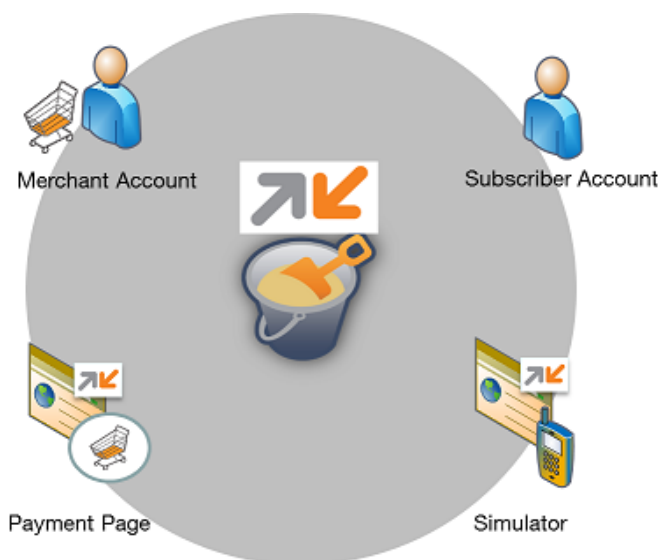 Merchant Account
Subscriber Account
Payment Page
Simulator